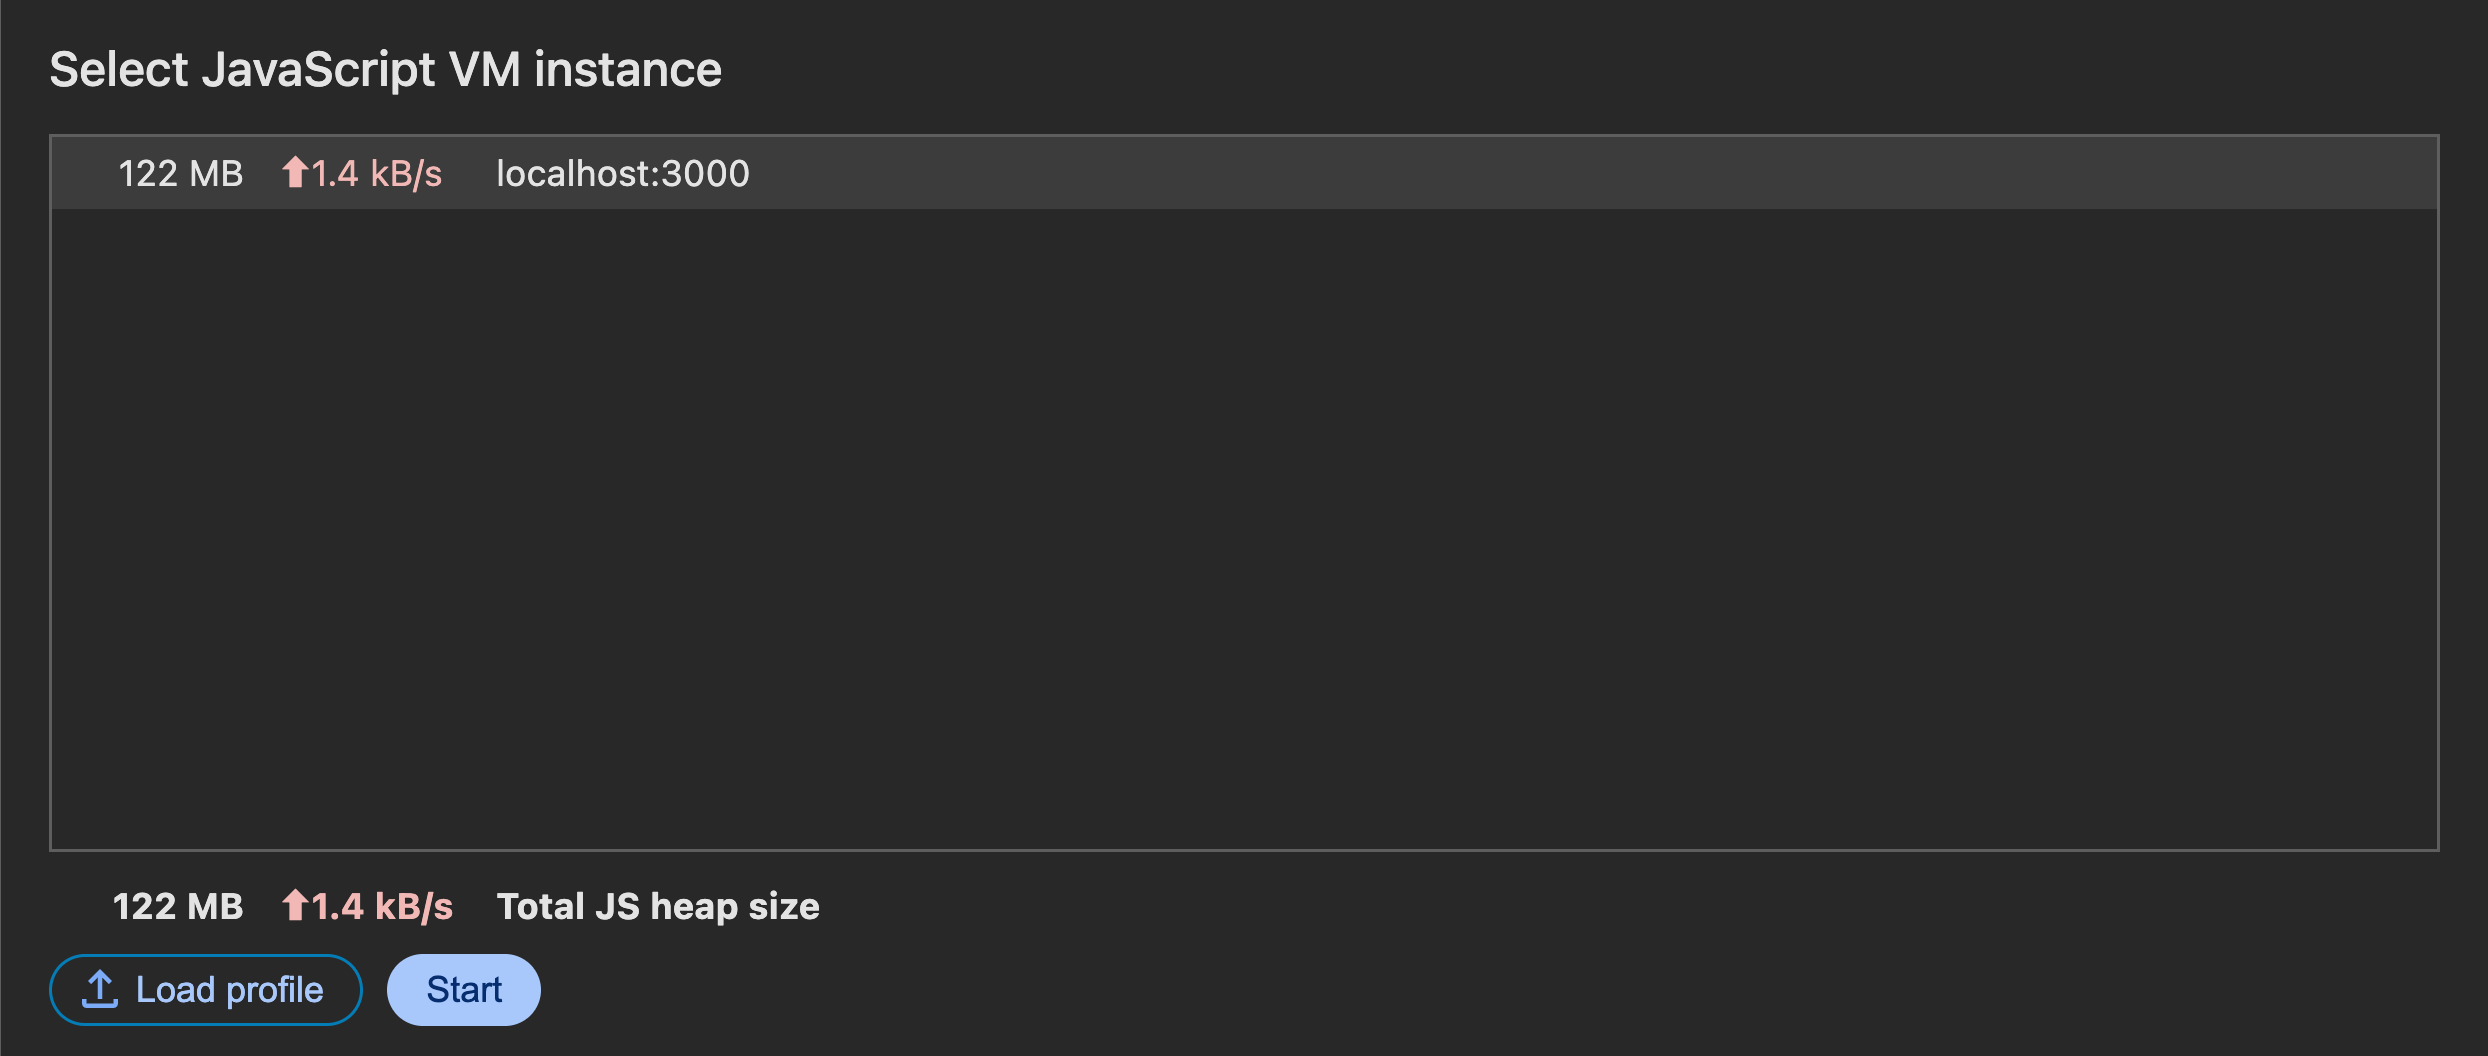 Select JavaScript VM instance
122 MB ⬆1.4 kB/s localhost:3000
122 MB ⬆1.4 kB/s Total JS heap size
Load profile Start